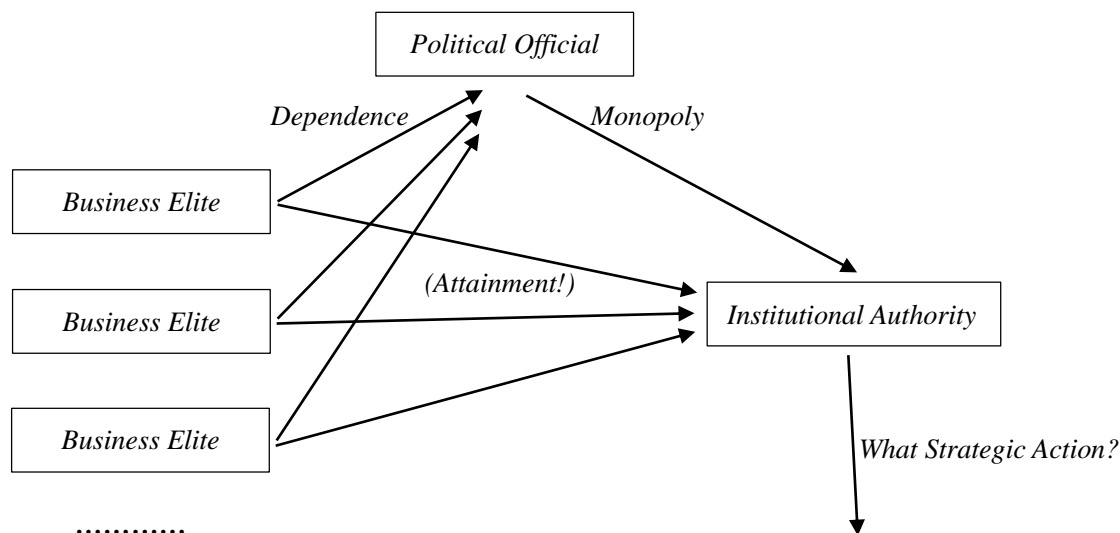 Political Official
Dependence
Monopoly
Business Elite
(Attainment!)
Business Elite
Institutional Authority
Business Elite
What Strategic Action?
............